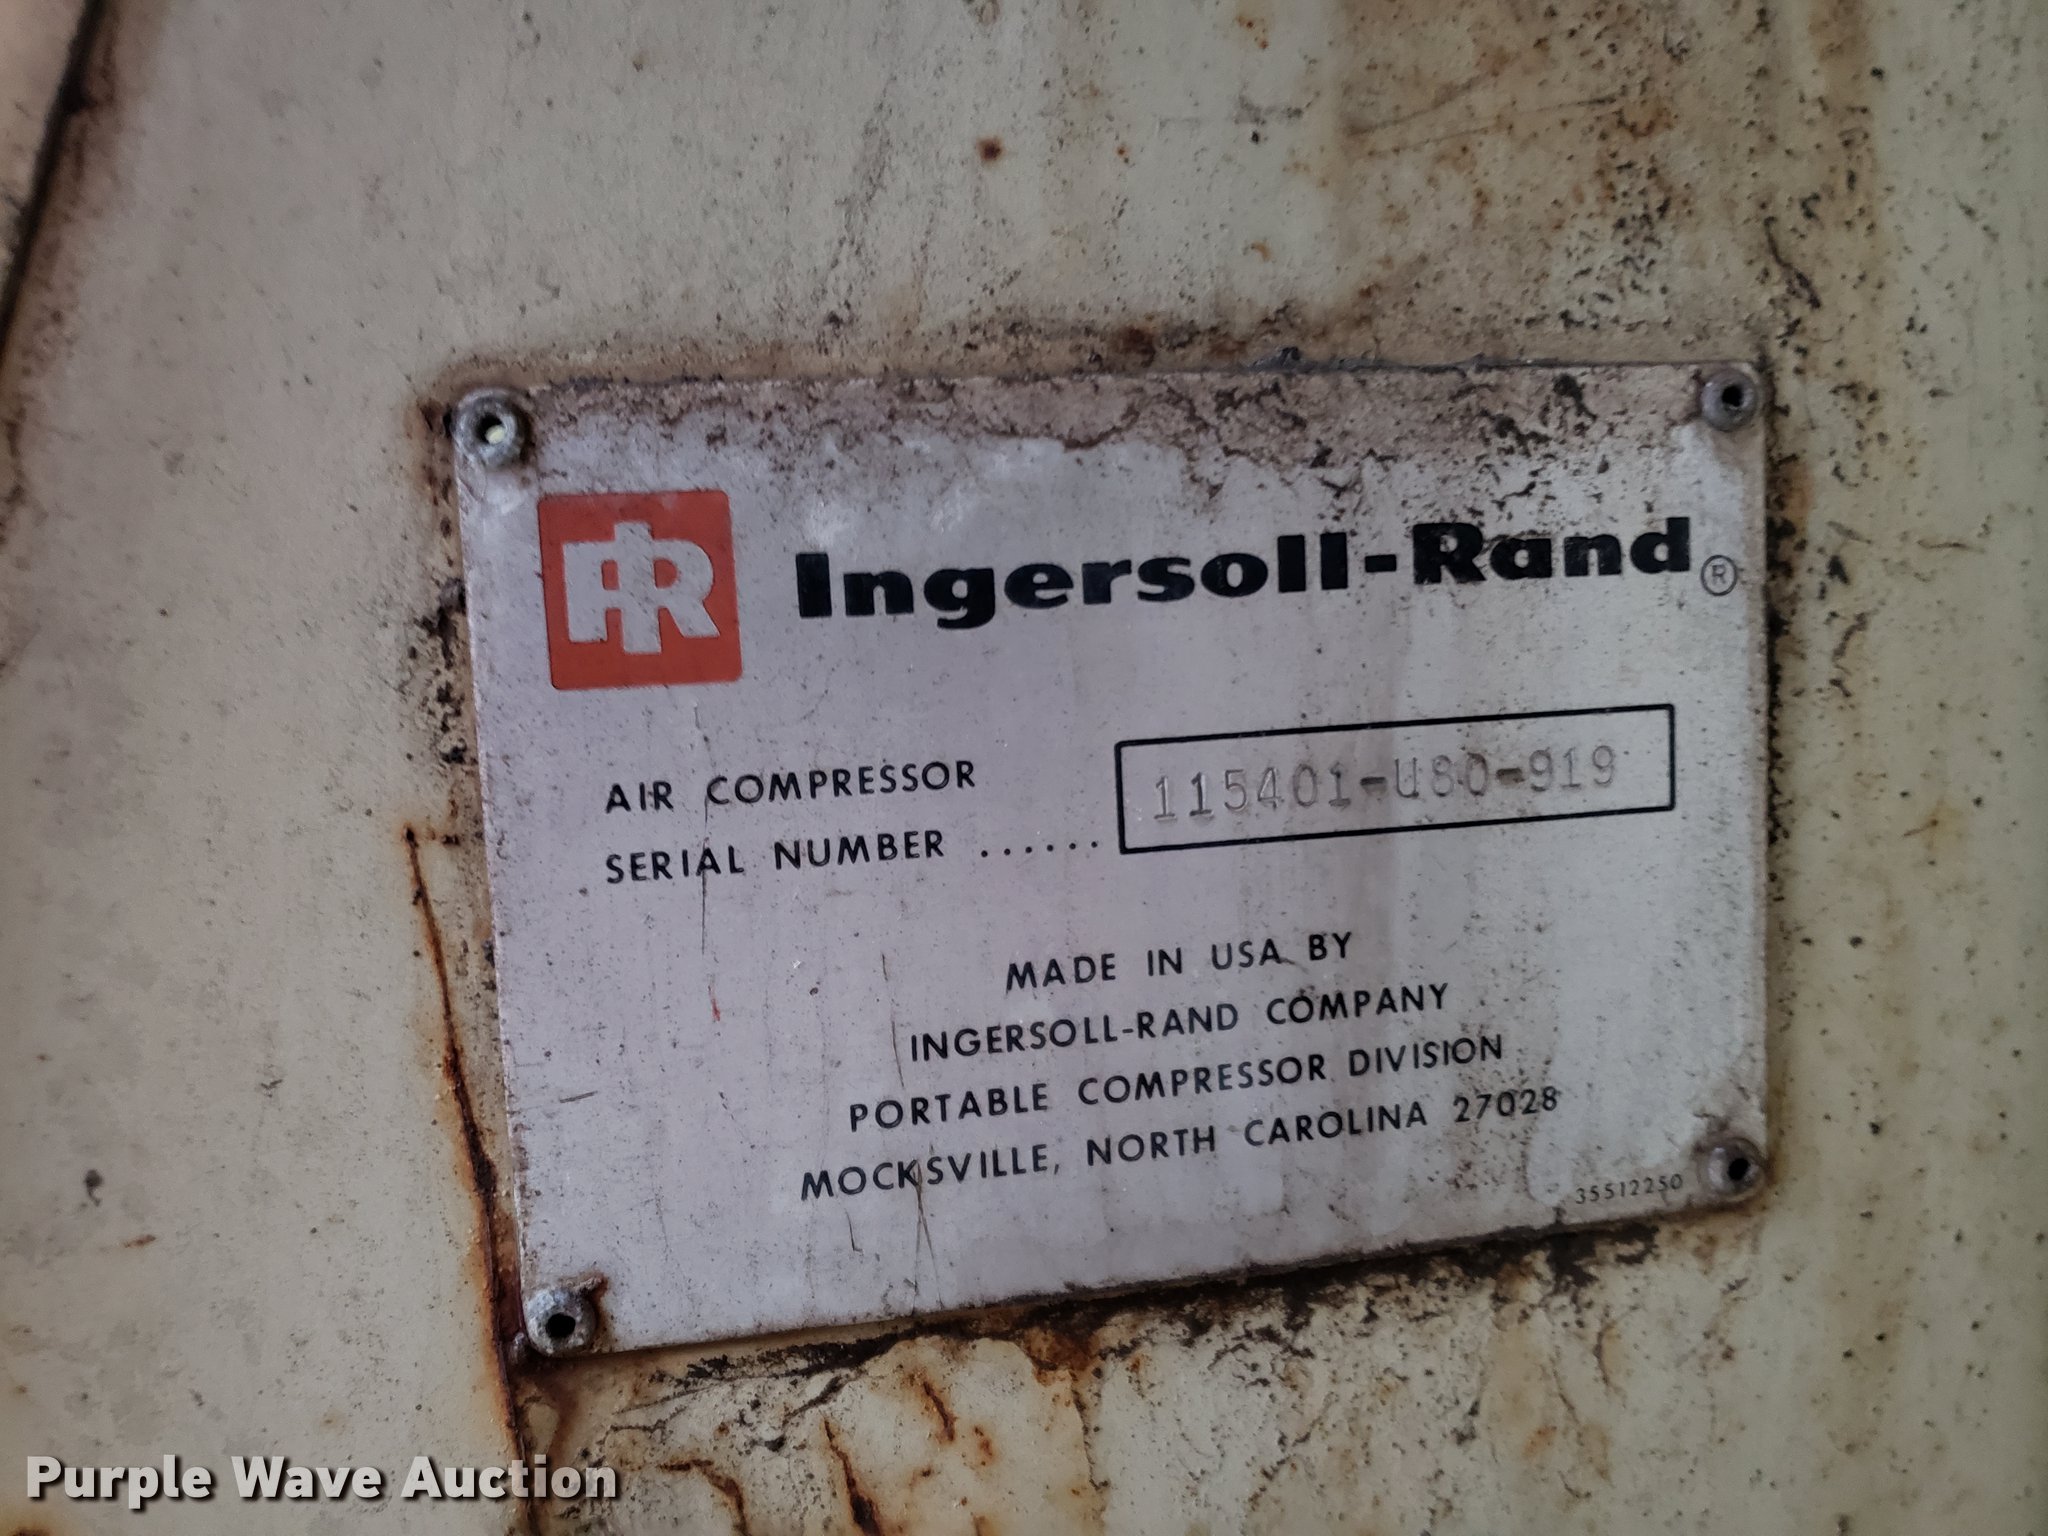 IR Ingersoll-Rand®
AIR COMPRESSOR
SERIAL NUMBER ...... 115401-U80-919
MADE IN USA BY
INGERSOLL-RAND COMPANY
PORTABLE COMPRESSOR DIVISION
MOCKSVILLE, NORTH CAROLINA 27028
35512250
Purple Wave Auction